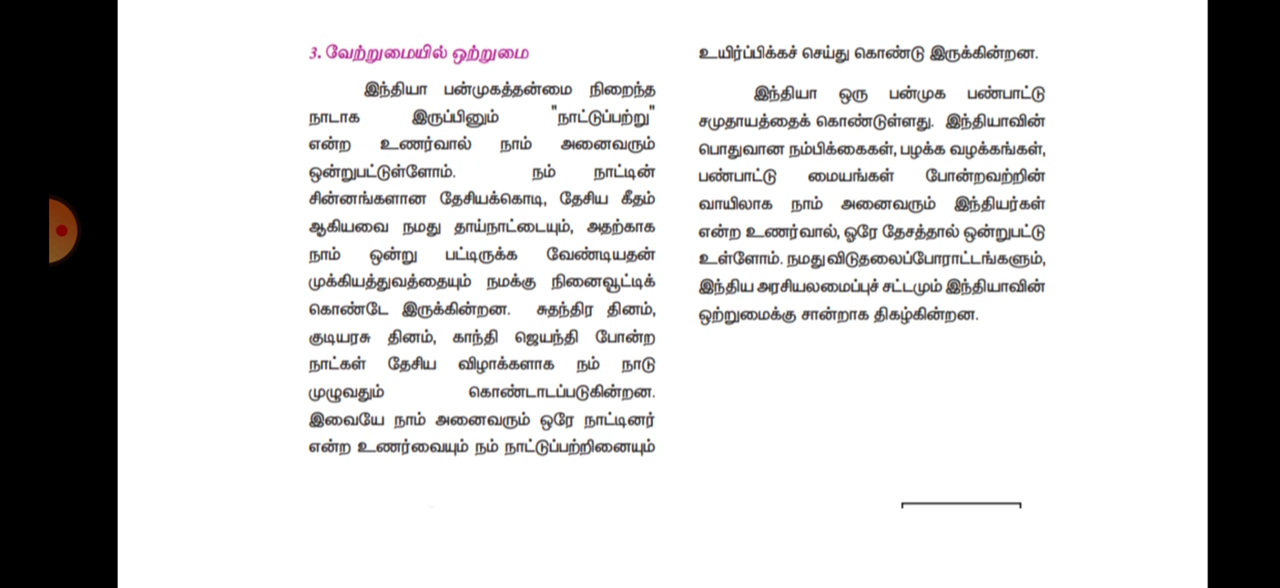 3. வேற்றுமையில் ஒற்றுமை
இந்தியா பன்முகத்தன்மை நிறைந்த
நாடாக இருப்பினும் "நாட்டுப்பற்று"
என்ற உணர்வால் நாம் அனைவரும்
ஒன்றுபட்டுள்ளோம். நம் நாட்டின்
சின்னங்களான தேசியக்கொடி, தேசிய கீதம்
ஆகியவை நமது தாய்நாட்டையும், அதற்காக
நாம் ஒன்று பட்டிருக்க வேண்டியதன்
முக்கியத்துவத்தையும் நமக்கு நினைவூட்டிக்
கொண்டே இருக்கின்றன. சுதந்திர தினம்,
குடியரசு தினம், காந்தி ஜெயந்தி போன்ற
நாட்கள் தேசிய விழாக்களாக நம் நாடு
முழுவதும் கொண்டாடப்படுகின்றன.
இவையே நாம் அனைவரும் ஒரே நாட்டினர்
என்ற உணர்வையும் நம் நாட்டுப்பற்றினையும்
உயிர்ப்பிக்கச் செய்து கொண்டு இருக்கின்றன.
இந்தியா ஒரு பன்முக பண்பாட்டு
சமுதாயத்தைக் கொண்டுள்ளது. இந்தியாவின்
பொதுவான நம்பிக்கைகள், பழக்க வழக்கங்கள்,
பண்பாட்டு மையங்கள் போன்றவற்றின்
வாயிலாக நாம் அனைவரும் இந்தியர்கள்
என்ற உணர்வால், ஓரே தேசத்தால் ஒன்றுபட்டு
உள்ளோம். நமது விடுதலைப்போராட்டங்களும்,
இந்திய அரசியலமைப்புச் சட்டமும் இந்தியாவின்
ஒற்றுமைக்கு சான்றாக திகழ்கின்றன.